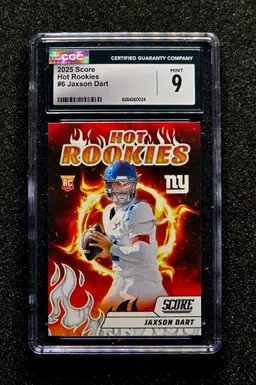 CGC
CERTIFIED GUARANTY COMPANY
2025 Score
Hot Rookies
#6 Jaxson Dart
MINT
9
6084260024
HOT
ROOKIES
RC
ny
SCORE
JAXSON DART